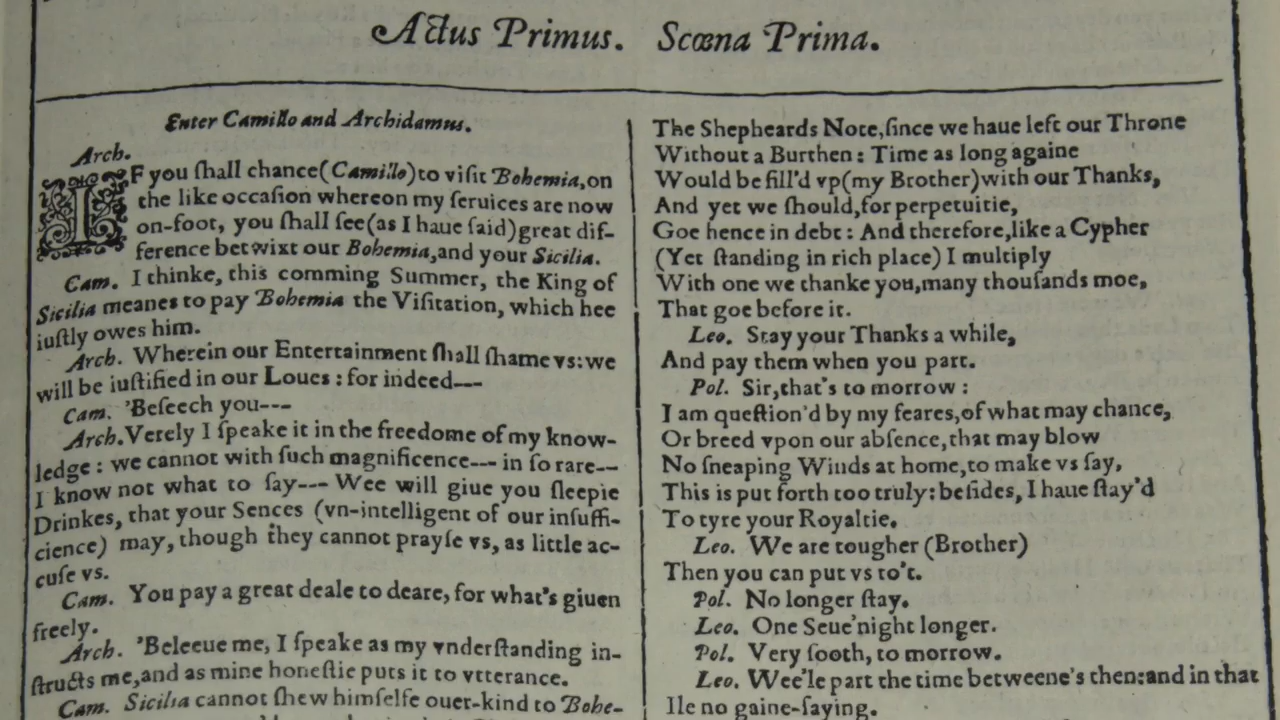 Actus Primus. Scœna Prima.
Enter Camillo and Archidamus.
Arch.
IF you ſhall chance (Camillo) to viſit Bohemia, on
the like occaſion whereon my ſeruices are now
on-foot, you ſhall ſee (as I haue ſaid) great dif-
ference betwixt our Bohemia, and your Sicilia.
Cam. I thinke, this comming Summer, the King of
Sicilia meanes to pay Bohemia the Viſitation, which hee
iuſtly owes him.
Arch. Wherein our Entertainment ſhall ſhame vs: we
will be iuſtified in our Loues: for indeed---
Cam. 'Beſeech you---
Arch. Verely I ſpeake it in the freedome of my know-
ledge: we cannot with ſuch magnificence--- in ſo rare---
I know not what to ſay--- Wee will giue you ſleepie
Drinkes, that your Sences (vn-intelligent of our inſuffi-
cience) may, though they cannot prayſe vs, as little ac-
cuſe vs.
Cam. You pay a great deale to deare, for what's giuen
freely.
Arch. 'Beleeue me, I ſpeake as my vnderſtanding in-
ſtructs me, and as mine honeſtie puts it to vtterance.
Cam. Sicilia cannot ſhew himſelfe ouer-kind to Bohe-
The Shepheards Note, ſince we haue left our Throne
Without a Burthen: Time as long againe
Would be fill'd vp (my Brother) with our Thanks,
And yet we ſhould, for perpetuitie,
Goe hence in debt: And therefore, like a Cypher
(Yet ſtanding in rich place) I multiply
With one we thanke you, many thouſands moe,
That goe before it.
Leo. Stay your Thanks a while,
And pay them when you part.
Pol. Sir, that's to morrow:
I am queſtion'd by my feares, of what may chance,
Or breed vpon our abſence, that may blow
No ſneaping Winds at home, to make vs ſay,
This is put forth too truly: beſides, I haue ſtay'd
To tyre your Royaltie.
Leo. We are tougher (Brother)
Then you can put vs to't.
Pol. No longer ſtay.
Leo. One Seue'night longer.
Pol. Very ſooth, to morrow.
Leo. Wee'le part the time betweene's then: and in that
Ile no gaine-ſaying.